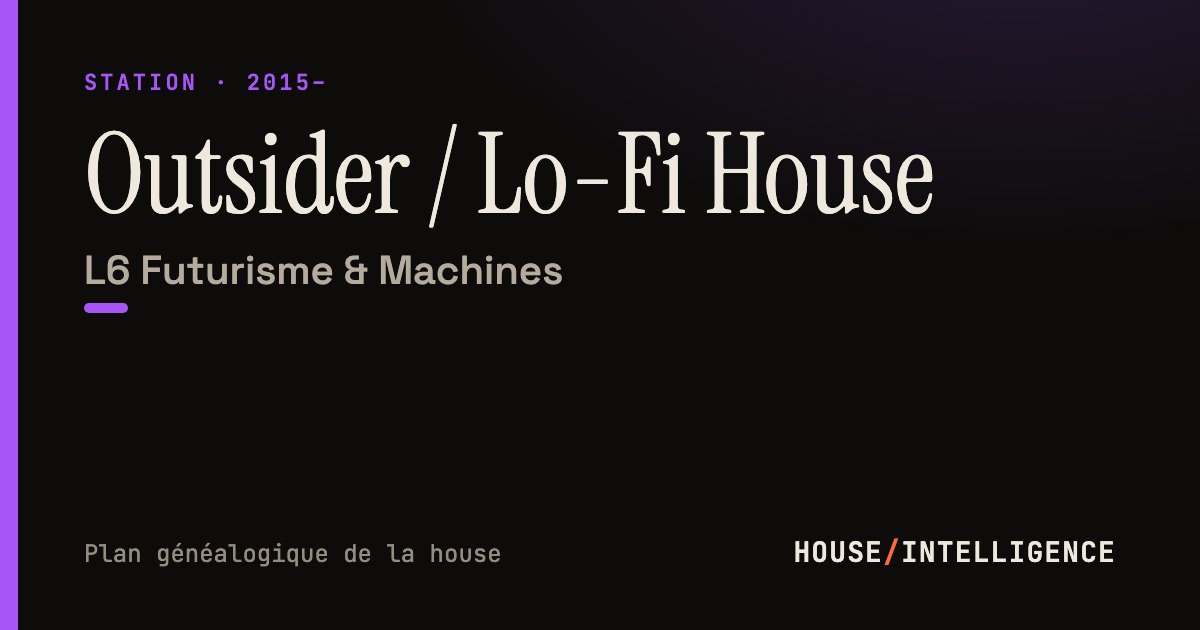 STATION · 2015–
Outsider / Lo-Fi House
L6 Futurisme & Machines
Plan généalogique de la house
HOUSE/INTELLIGENCE